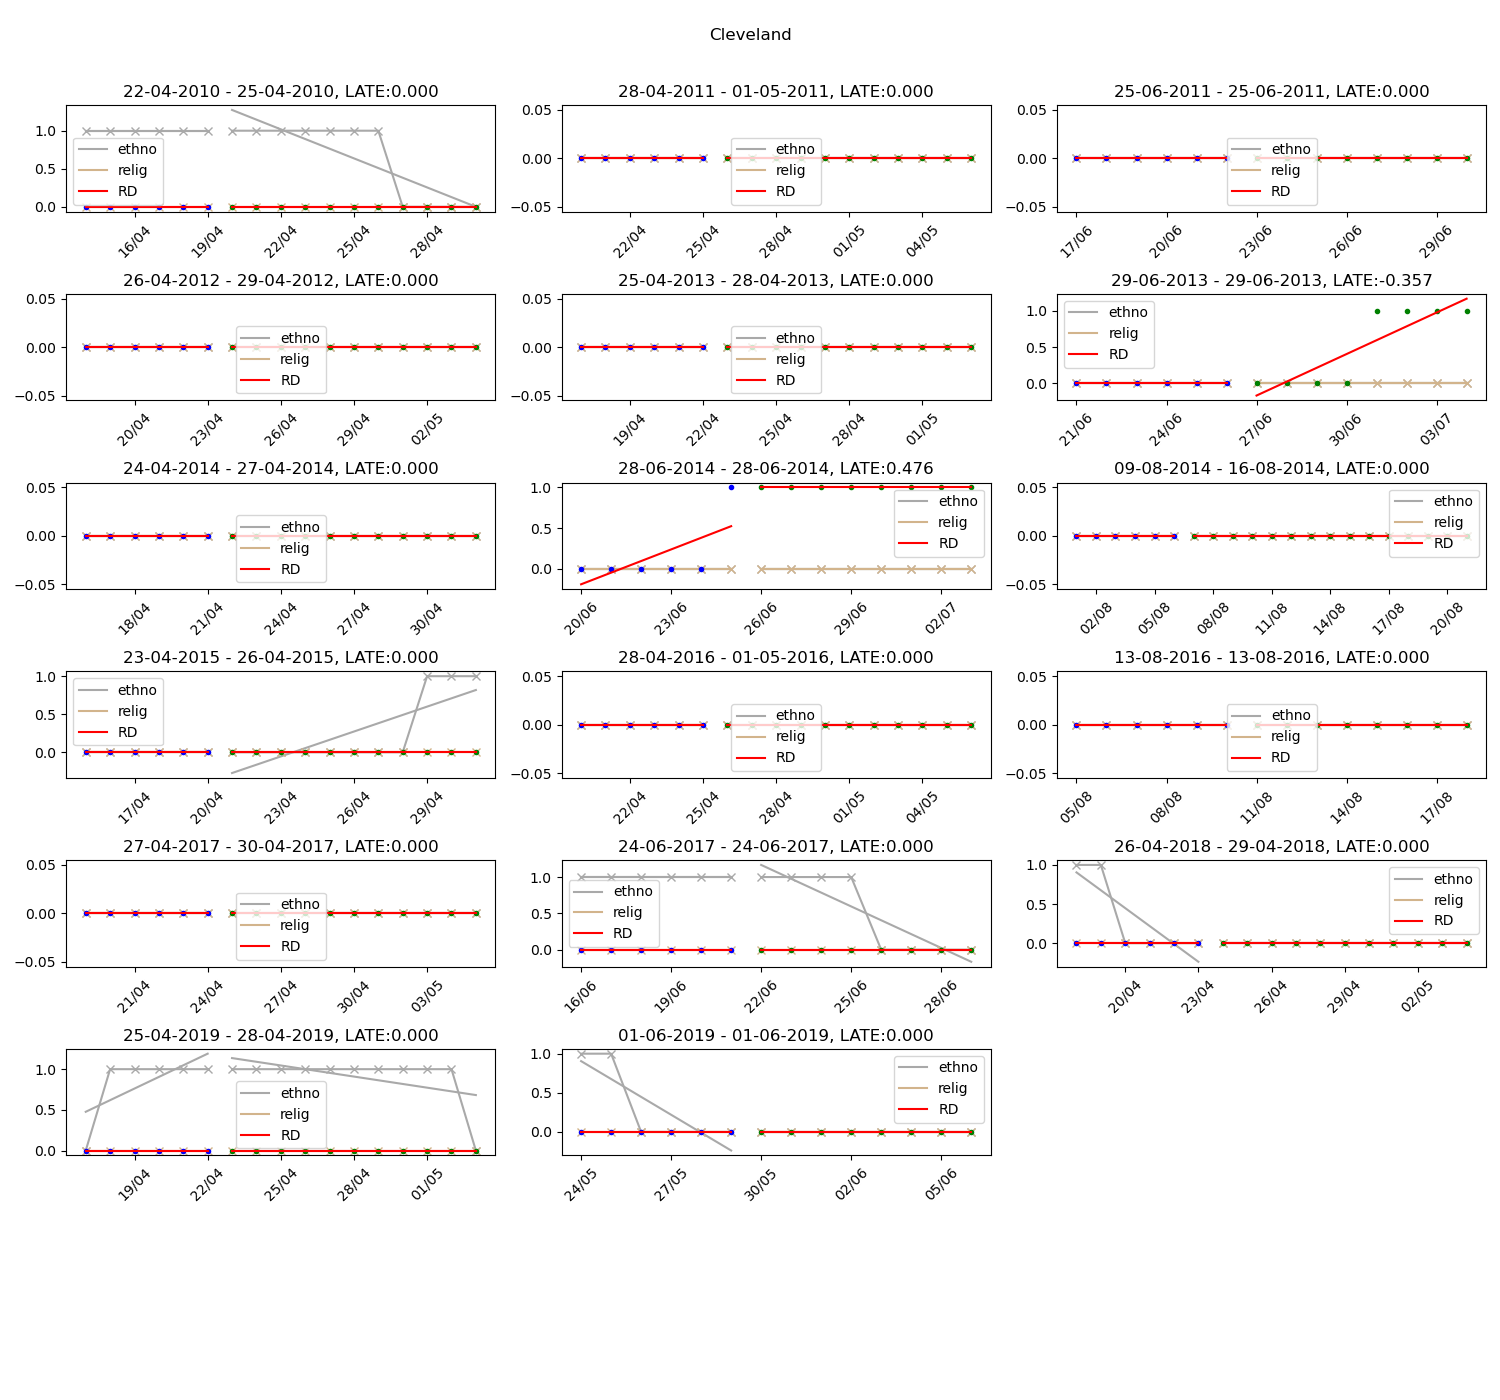 Cleveland
22-04-2010 - 25-04-2010, LATE:0.000
1.0
0.5
0.0
ethno
relig
RD
16/04 19/04 22/04 25/04 28/04
28-04-2011 - 01-05-2011, LATE:0.000
0.05
0.00
−0.05
ethno
relig
RD
22/04 25/04 28/04 01/05 04/05
25-06-2011 - 25-06-2011, LATE:0.000
0.05
0.00
−0.05
ethno
relig
RD
17/06 20/06 23/06 26/06 29/06
26-04-2012 - 29-04-2012, LATE:0.000
0.05
0.00
−0.05
ethno
relig
RD
20/04 23/04 26/04 29/04 02/05
25-04-2013 - 28-04-2013, LATE:0.000
0.05
0.00
−0.05
ethno
relig
RD
19/04 22/04 25/04 28/04 01/05
29-06-2013 - 29-06-2013, LATE:-0.357
1.0
0.5
0.0
ethno
relig
RD
21/06 24/06 27/06 30/06 03/07
24-04-2014 - 27-04-2014, LATE:0.000
0.05
0.00
−0.05
ethno
relig
RD
18/04 21/04 24/04 27/04 30/04
28-06-2014 - 28-06-2014, LATE:0.476
1.0
0.5
0.0
ethno
relig
RD
20/06 23/06 26/06 29/06 02/07
09-08-2014 - 16-08-2014, LATE:0.000
0.05
0.00
−0.05
ethno
relig
RD
02/08 05/08 08/08 11/08 14/08 17/08 20/08
23-04-2015 - 26-04-2015, LATE:0.000
1.0
0.5
0.0
ethno
relig
RD
17/04 20/04 23/04 26/04 29/04
28-04-2016 - 01-05-2016, LATE:0.000
0.05
0.00
−0.05
ethno
relig
RD
22/04 25/04 28/04 01/05 04/05
13-08-2016 - 13-08-2016, LATE:0.000
0.05
0.00
−0.05
ethno
relig
RD
05/08 08/08 11/08 14/08 17/08
27-04-2017 - 30-04-2017, LATE:0.000
0.05
0.00
−0.05
ethno
relig
RD
21/04 24/04 27/04 30/04 03/05
24-06-2017 - 24-06-2017, LATE:0.000
1.0
0.5
0.0
ethno
relig
RD
16/06 19/06 22/06 25/06 28/06
26-04-2018 - 29-04-2018, LATE:0.000
1.0
0.5
0.0
ethno
relig
RD
20/04 23/04 26/04 29/04 02/05
25-04-2019 - 28-04-2019, LATE:0.000
1.0
0.5
0.0
ethno
relig
RD
19/04 22/04 25/04 28/04 01/05
01-06-2019 - 01-06-2019, LATE:0.000
1.0
0.5
0.0
ethno
relig
RD
24/05 27/05 30/05 02/06 05/06